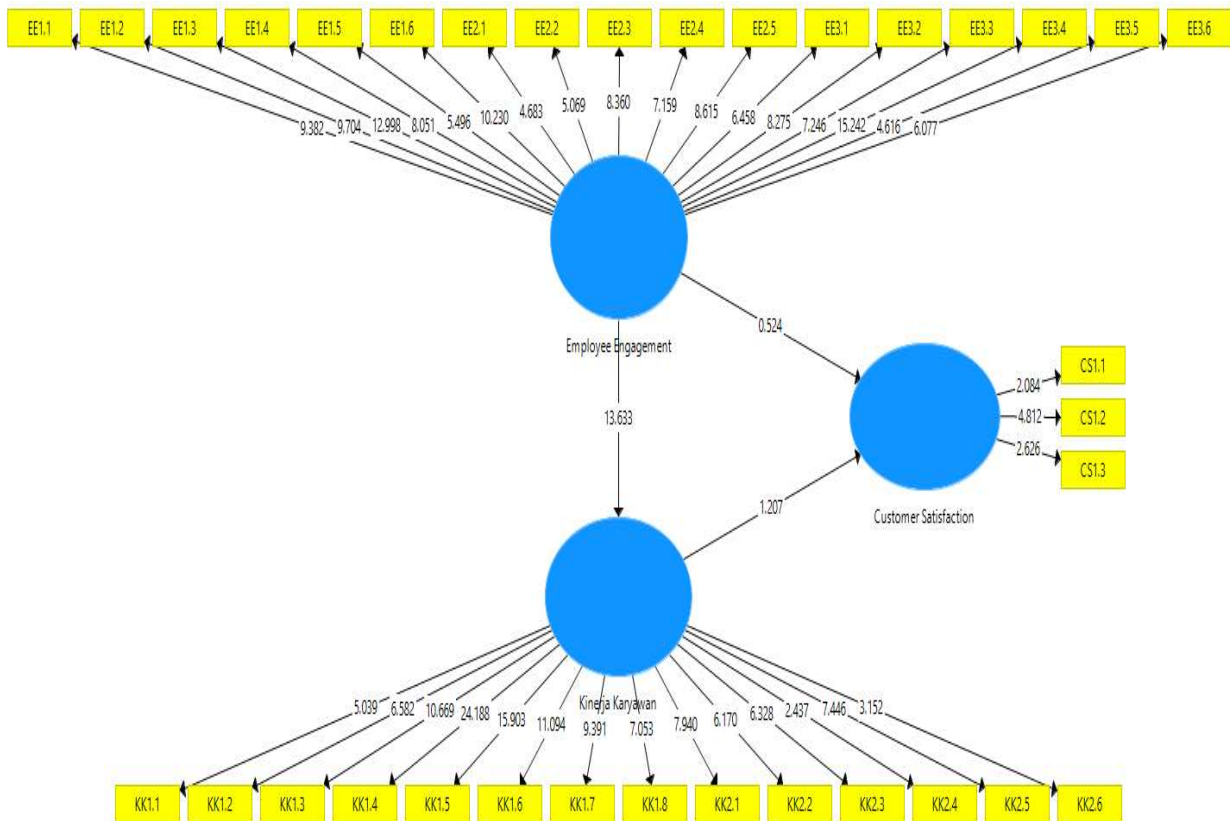 EE1.1 EE1.2 EE1.3 EE1.4 EE1.5 EE1.6 EE2.1 EE2.2 EE2.3 EE2.4 EE2.5 EE3.1 EE3.2 EE3.3 EE3.4 EE3.5 EE3.6
9.382 9.704 12.998 8.051 5.496 10.230 4.683 5.069 8.360 7.159 8.615 6.458 8.275 7.246 15.242 4.616 6.077
Employee Engagement
0.524
13.633
CS1.1
2.084
CS1.2
4.812
CS1.3
2.626
1.207
Customer Satisfaction
Kinerja Karyawan
5.039 6.582 10.669 24.188 15.903 11.094 9.391 7.053 7.940 6.170 6.328 2.437 7.446 3.152
KK1.1 KK1.2 KK1.3 KK1.4 KK1.5 KK1.6 KK1.7 KK1.8 KK2.1 KK2.2 KK2.3 KK2.4 KK2.5 KK2.6